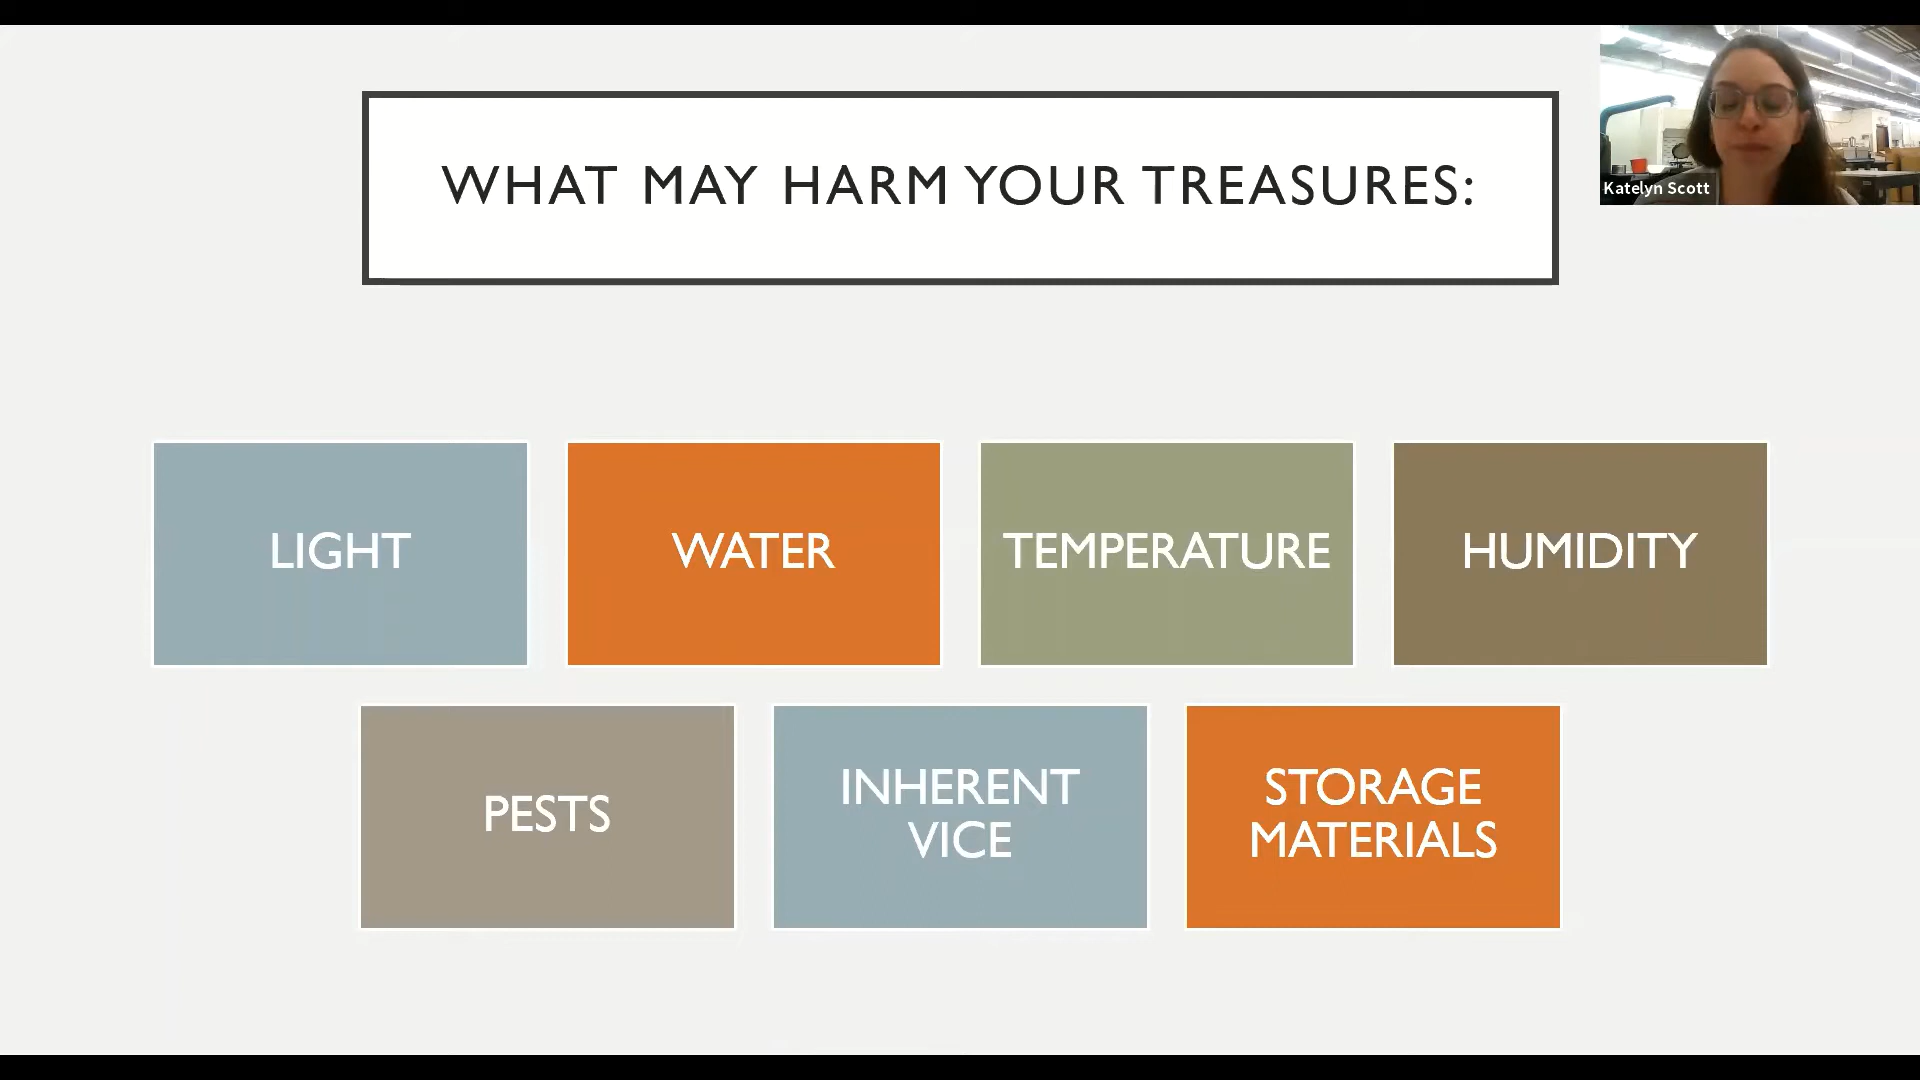 WHAT MAY HARM YOUR TREASURES:
Katelyn Scott
LIGHT
WATER
TEMPERATURE
HUMIDITY
PESTS
INHERENT
VICE
STORAGE
MATERIALS